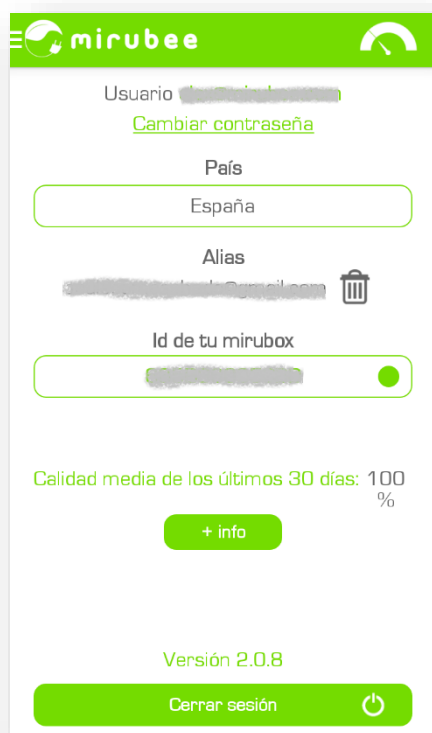 mirubee
Usuario
Cambiar contraseña
País
España
Alias
Id de tu mirubox
Calidad media de los últimos 30 días: 100
%
+ info
Versión 2.0.8
Cerrar sesión